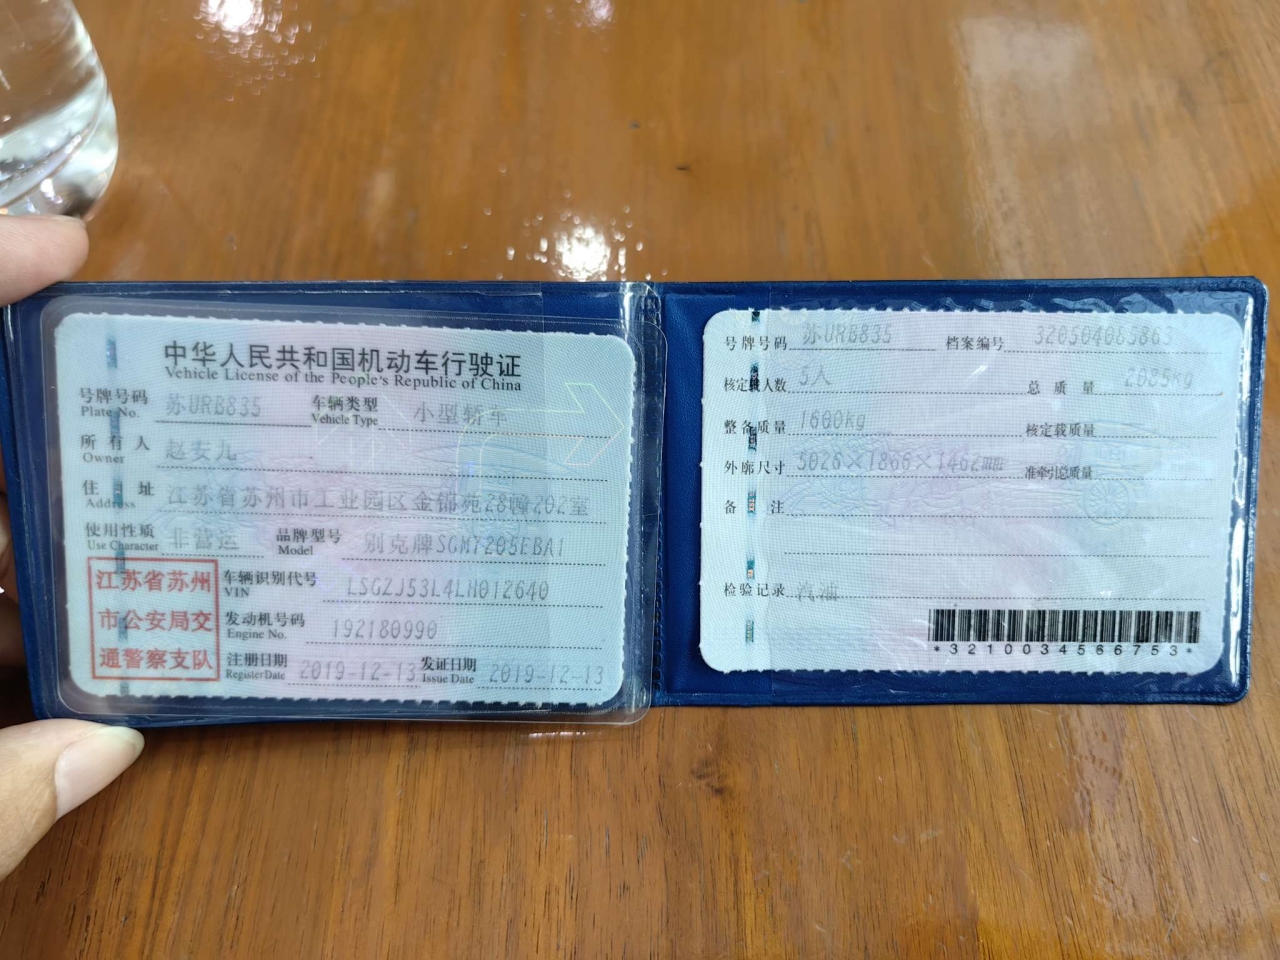 中华人民共和国机动车行驶证
Vehicle License of the People's Republic of China
号牌号码 苏URB835 车辆类型 小型轿车
Plate No. Vehicle Type
所有人 赵安九
Owner
住址 江苏省苏州市工业园区金锦苑28幢202室
Address
使用性质 非营运 品牌型号 别克牌SGM7205EBA1
Use Character Model
江苏省苏州
市公安局交
通警察支队
车辆识别代号 LSGZJ53L4LH012640
VIN
发动机号码 192180990
Engine No.
注册日期 2019-12-13 发证日期 2019-12-13
Register Date Issue Date
号牌号码 苏URB835 档案编号 320504085863
核定载人数 5人 总质量 2085kg
整备质量 1600kg 核定载质量
外廓尺寸 5026×1866×1462mm 准牵引总质量
备注
检验记录 汽油
*3210034566753*